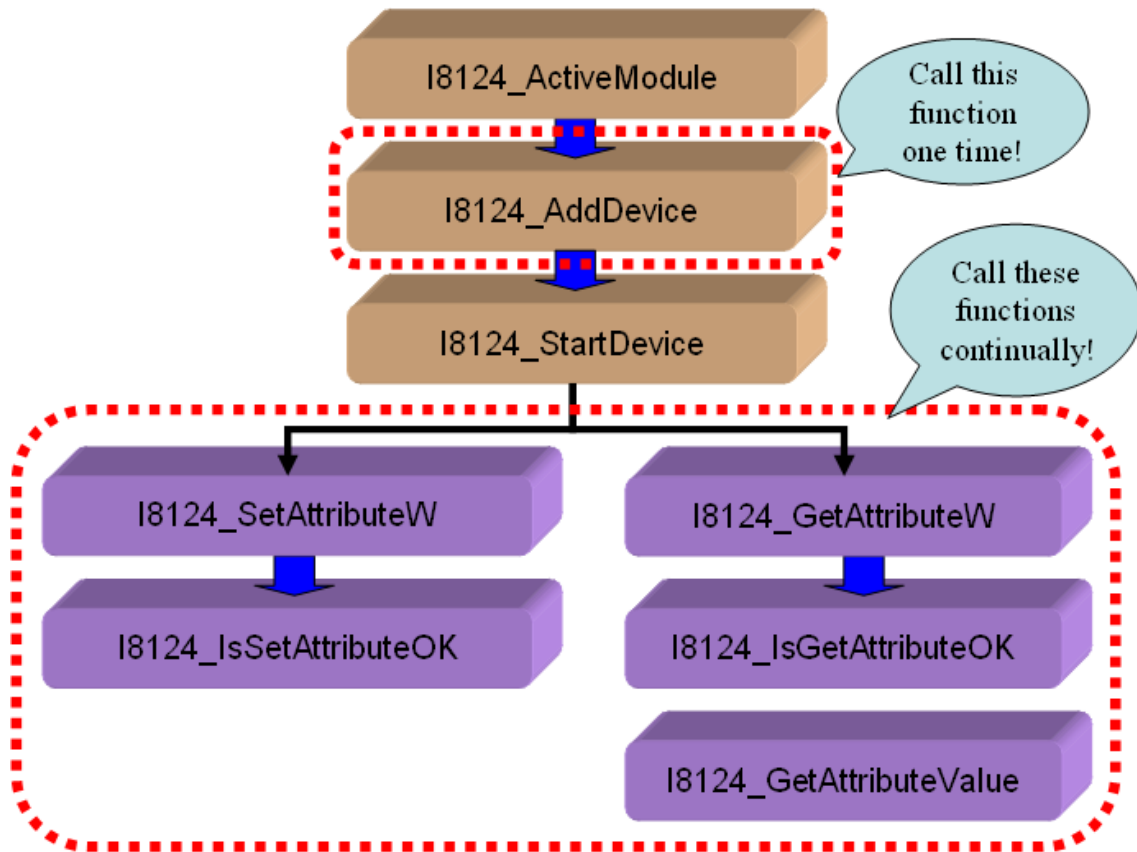 I8124_ActiveModule
Call this
function
one time!
I8124_AddDevice
I8124_StartDevice
Call these
functions
continually!
I8124_SetAttributeW
I8124_GetAttributeW
I8124_IsSetAttributeOK
I8124_IsGetAttributeOK
I8124_GetAttributeValue